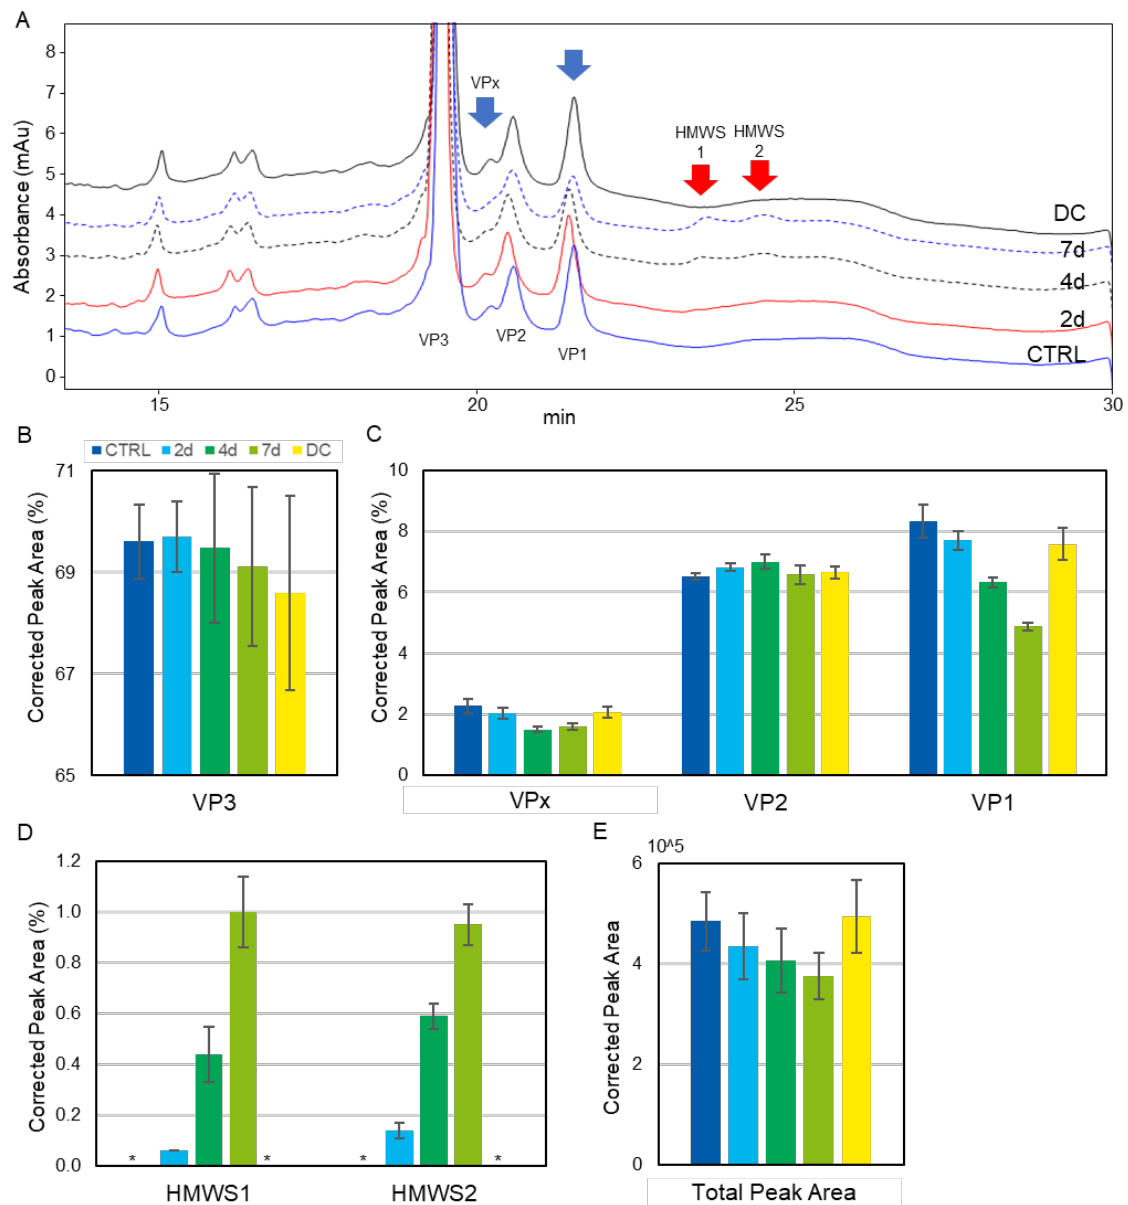 A
8
7
6
5
4
3
2
1
0
Absorbance (mAu)
VPx
HMWS
1
HMWS
2
DC
7d
4d
2d
CTRL
VP3
VP2
VP1
15
20
25
30
min
B
CTRL 2d 4d 7d DC
71
69
67
65
Corrected Peak Area (%)
VP3
C
10
8
6
4
2
0
Corrected Peak Area (%)
VPx
VP2
VP1
D
1.2
1.0
0.8
0.6
0.4
0.2
0.0
Corrected Peak Area (%)
* * * *
HMWS1
HMWS2
E
10^5
6
4
2
0
Corrected Peak Area
Total Peak Area